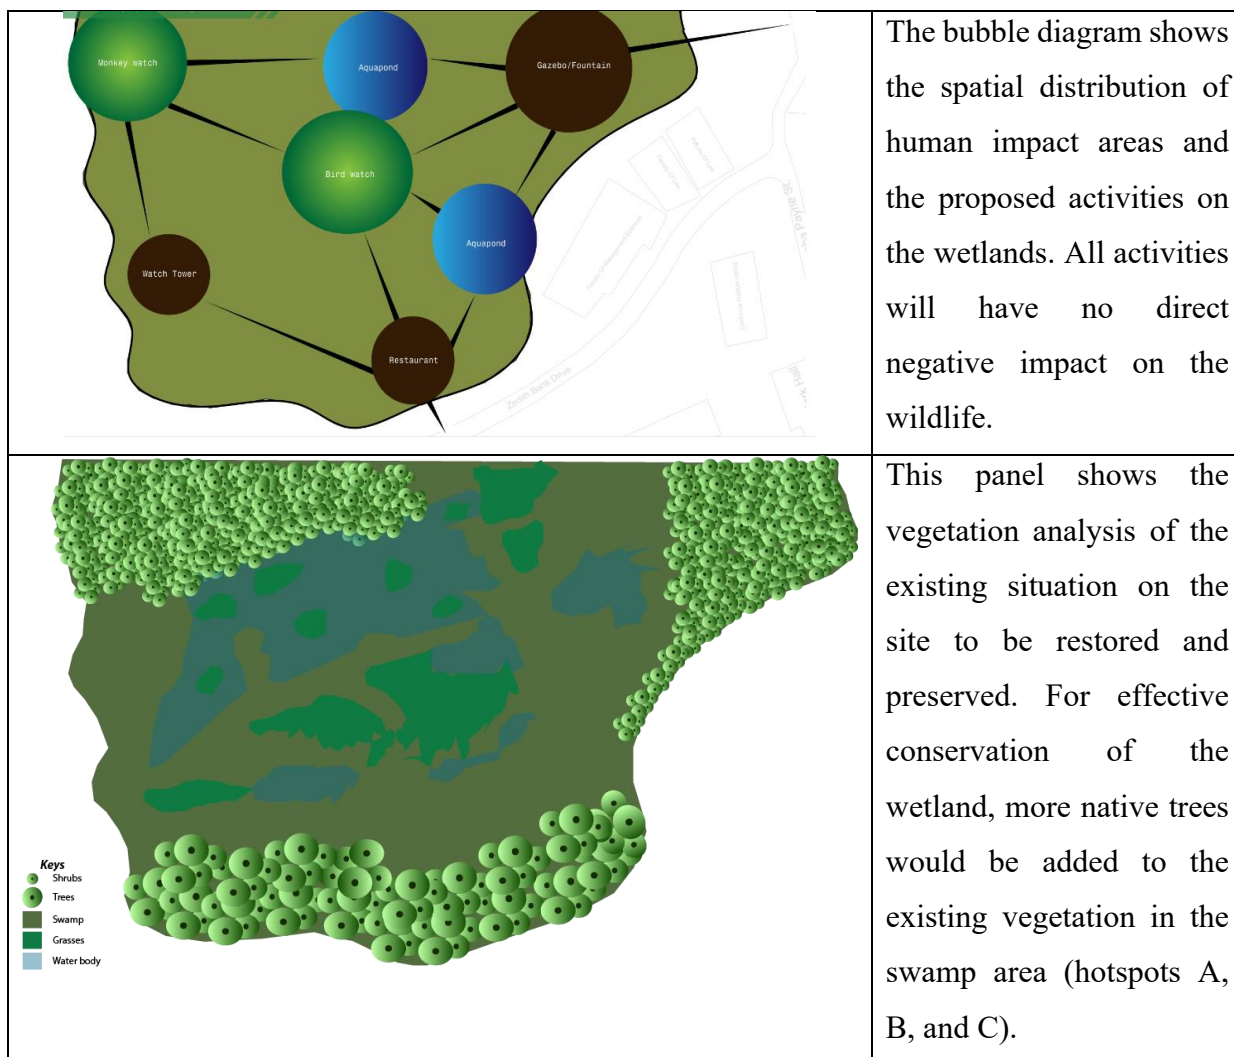 Monkey watch
Aquapond
Gazebo/Fountain
Bird watch
Aquapond
Watch Tower
Restaurant
Zenith Bank Drive
Payne St.
Hall
The bubble diagram shows
the spatial distribution of
human impact areas and
the proposed activities on
the wetlands. All activities
will have no direct
negative impact on the
wildlife.
Keys
Shrubs
Trees
Swamp
Grasses
Water body
This panel shows the
vegetation analysis of the
existing situation on the
site to be restored and
preserved. For effective
conservation of the
wetland, more native trees
would be added to the
existing vegetation in the
swamp area (hotspots A,
B, and C).